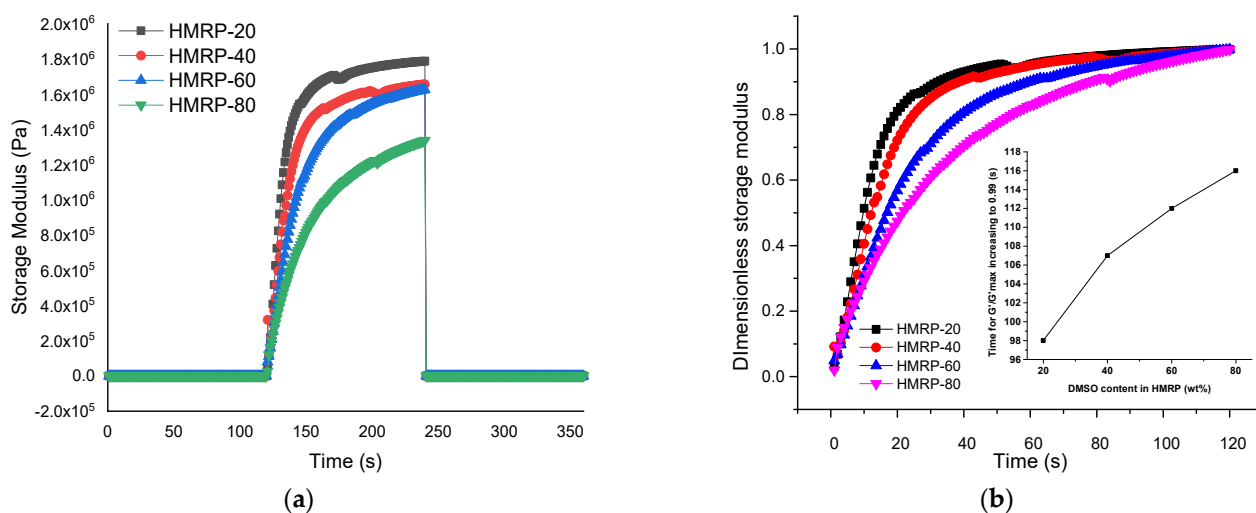 2.0x10⁶
1.8x10⁶
1.6x10⁶
1.4x10⁶
1.2x10⁶
1.0x10⁶
8.0x10⁵
6.0x10⁵
4.0x10⁵
2.0x10⁵
0.0
-2.0x10⁵
Storage Modulus (Pa)
HMRP-20
HMRP-40
HMRP-60
HMRP-80
0 50 100 150 200 250 300 350
Time (s)
(a)
1.0
0.8
0.6
0.4
0.2
0.0
DImensionless storage modulus
HMRP-20
HMRP-40
HMRP-60
HMRP-80
118
116
114
112
110
108
106
104
102
100
98
96
Time for G'/G'max increasing to 0.99 (s)
20 40 60 80
DMSO content in HMRP (wt%)
0 20 40 60 80 100 120
Time (s)
(b)